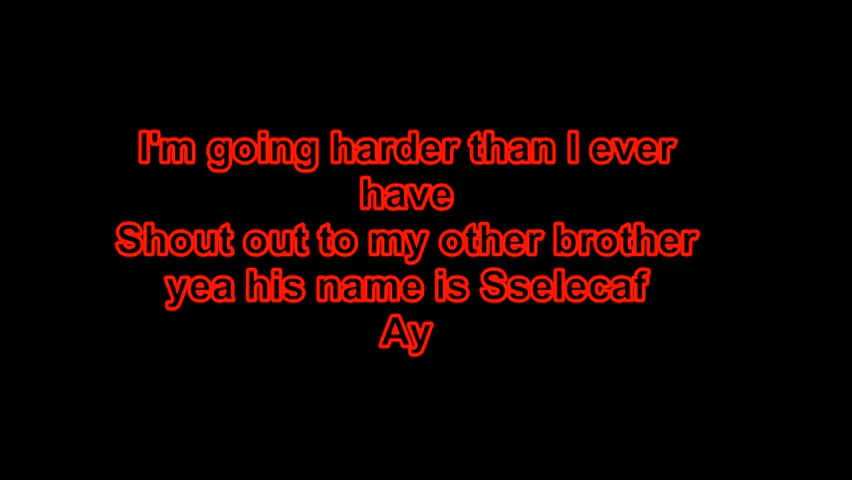 I'm going harder than I ever
have
Shout out to my other brother
yea his name is Sselecaf
Ay